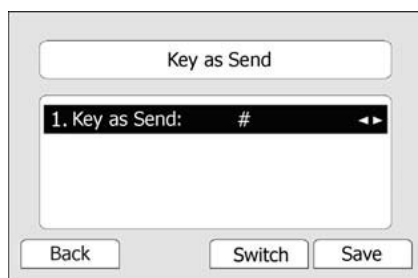 Key as Send
1. Key as Send: #
Back Switch Save